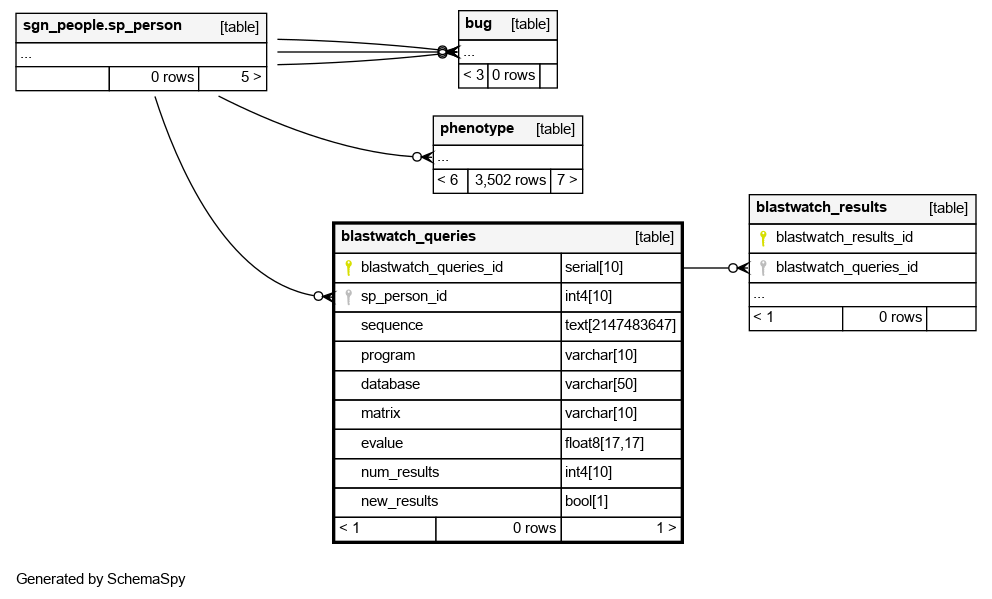 sgn_people.sp_person [table]
...
0 rows 5 >
bug [table]
...
< 3 0 rows
phenotype [table]
...
< 6 3,502 rows 7 >
blastwatch_queries [table]
blastwatch_queries_id serial[10]
sp_person_id int4[10]
sequence text[2147483647]
program varchar[10]
database varchar[50]
matrix varchar[10]
evalue float8[17,17]
num_results int4[10]
new_results bool[1]
< 1 0 rows 1 >
blastwatch_results [table]
blastwatch_results_id
blastwatch_queries_id
...
< 1 0 rows
Generated by SchemaSpy